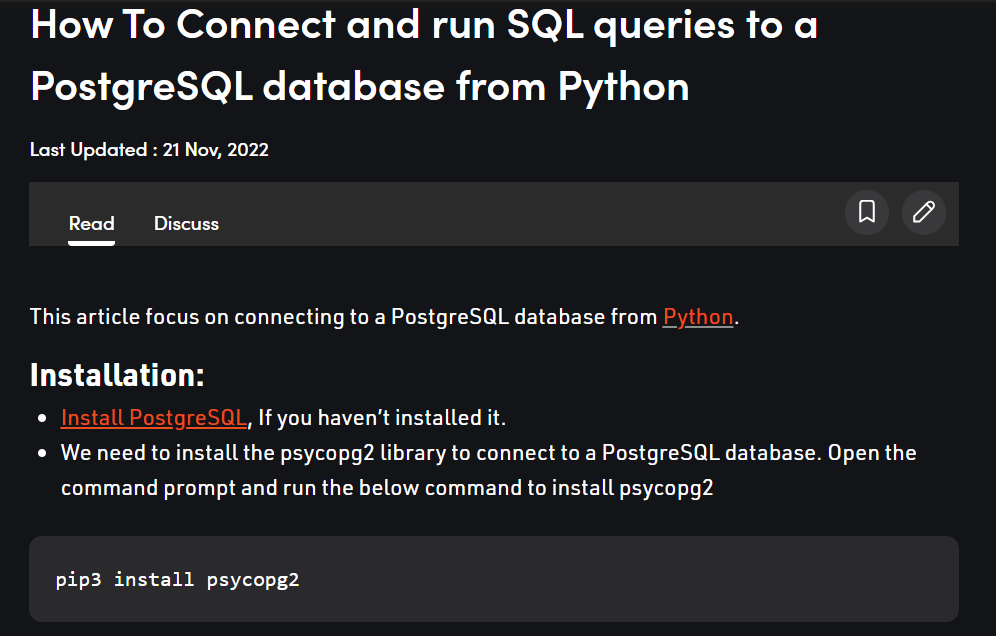 How To Connect and run SQL queries to a
PostgreSQL database from Python
Last Updated : 21 Nov, 2022
Read Discuss
This article focus on connecting to a PostgreSQL database from Python.
Installation:
Install PostgreSQL, If you haven’t installed it.
We need to install the psycopg2 library to connect to a PostgreSQL database. Open the
command prompt and run the below command to install psycopg2
pip3 install psycopg2